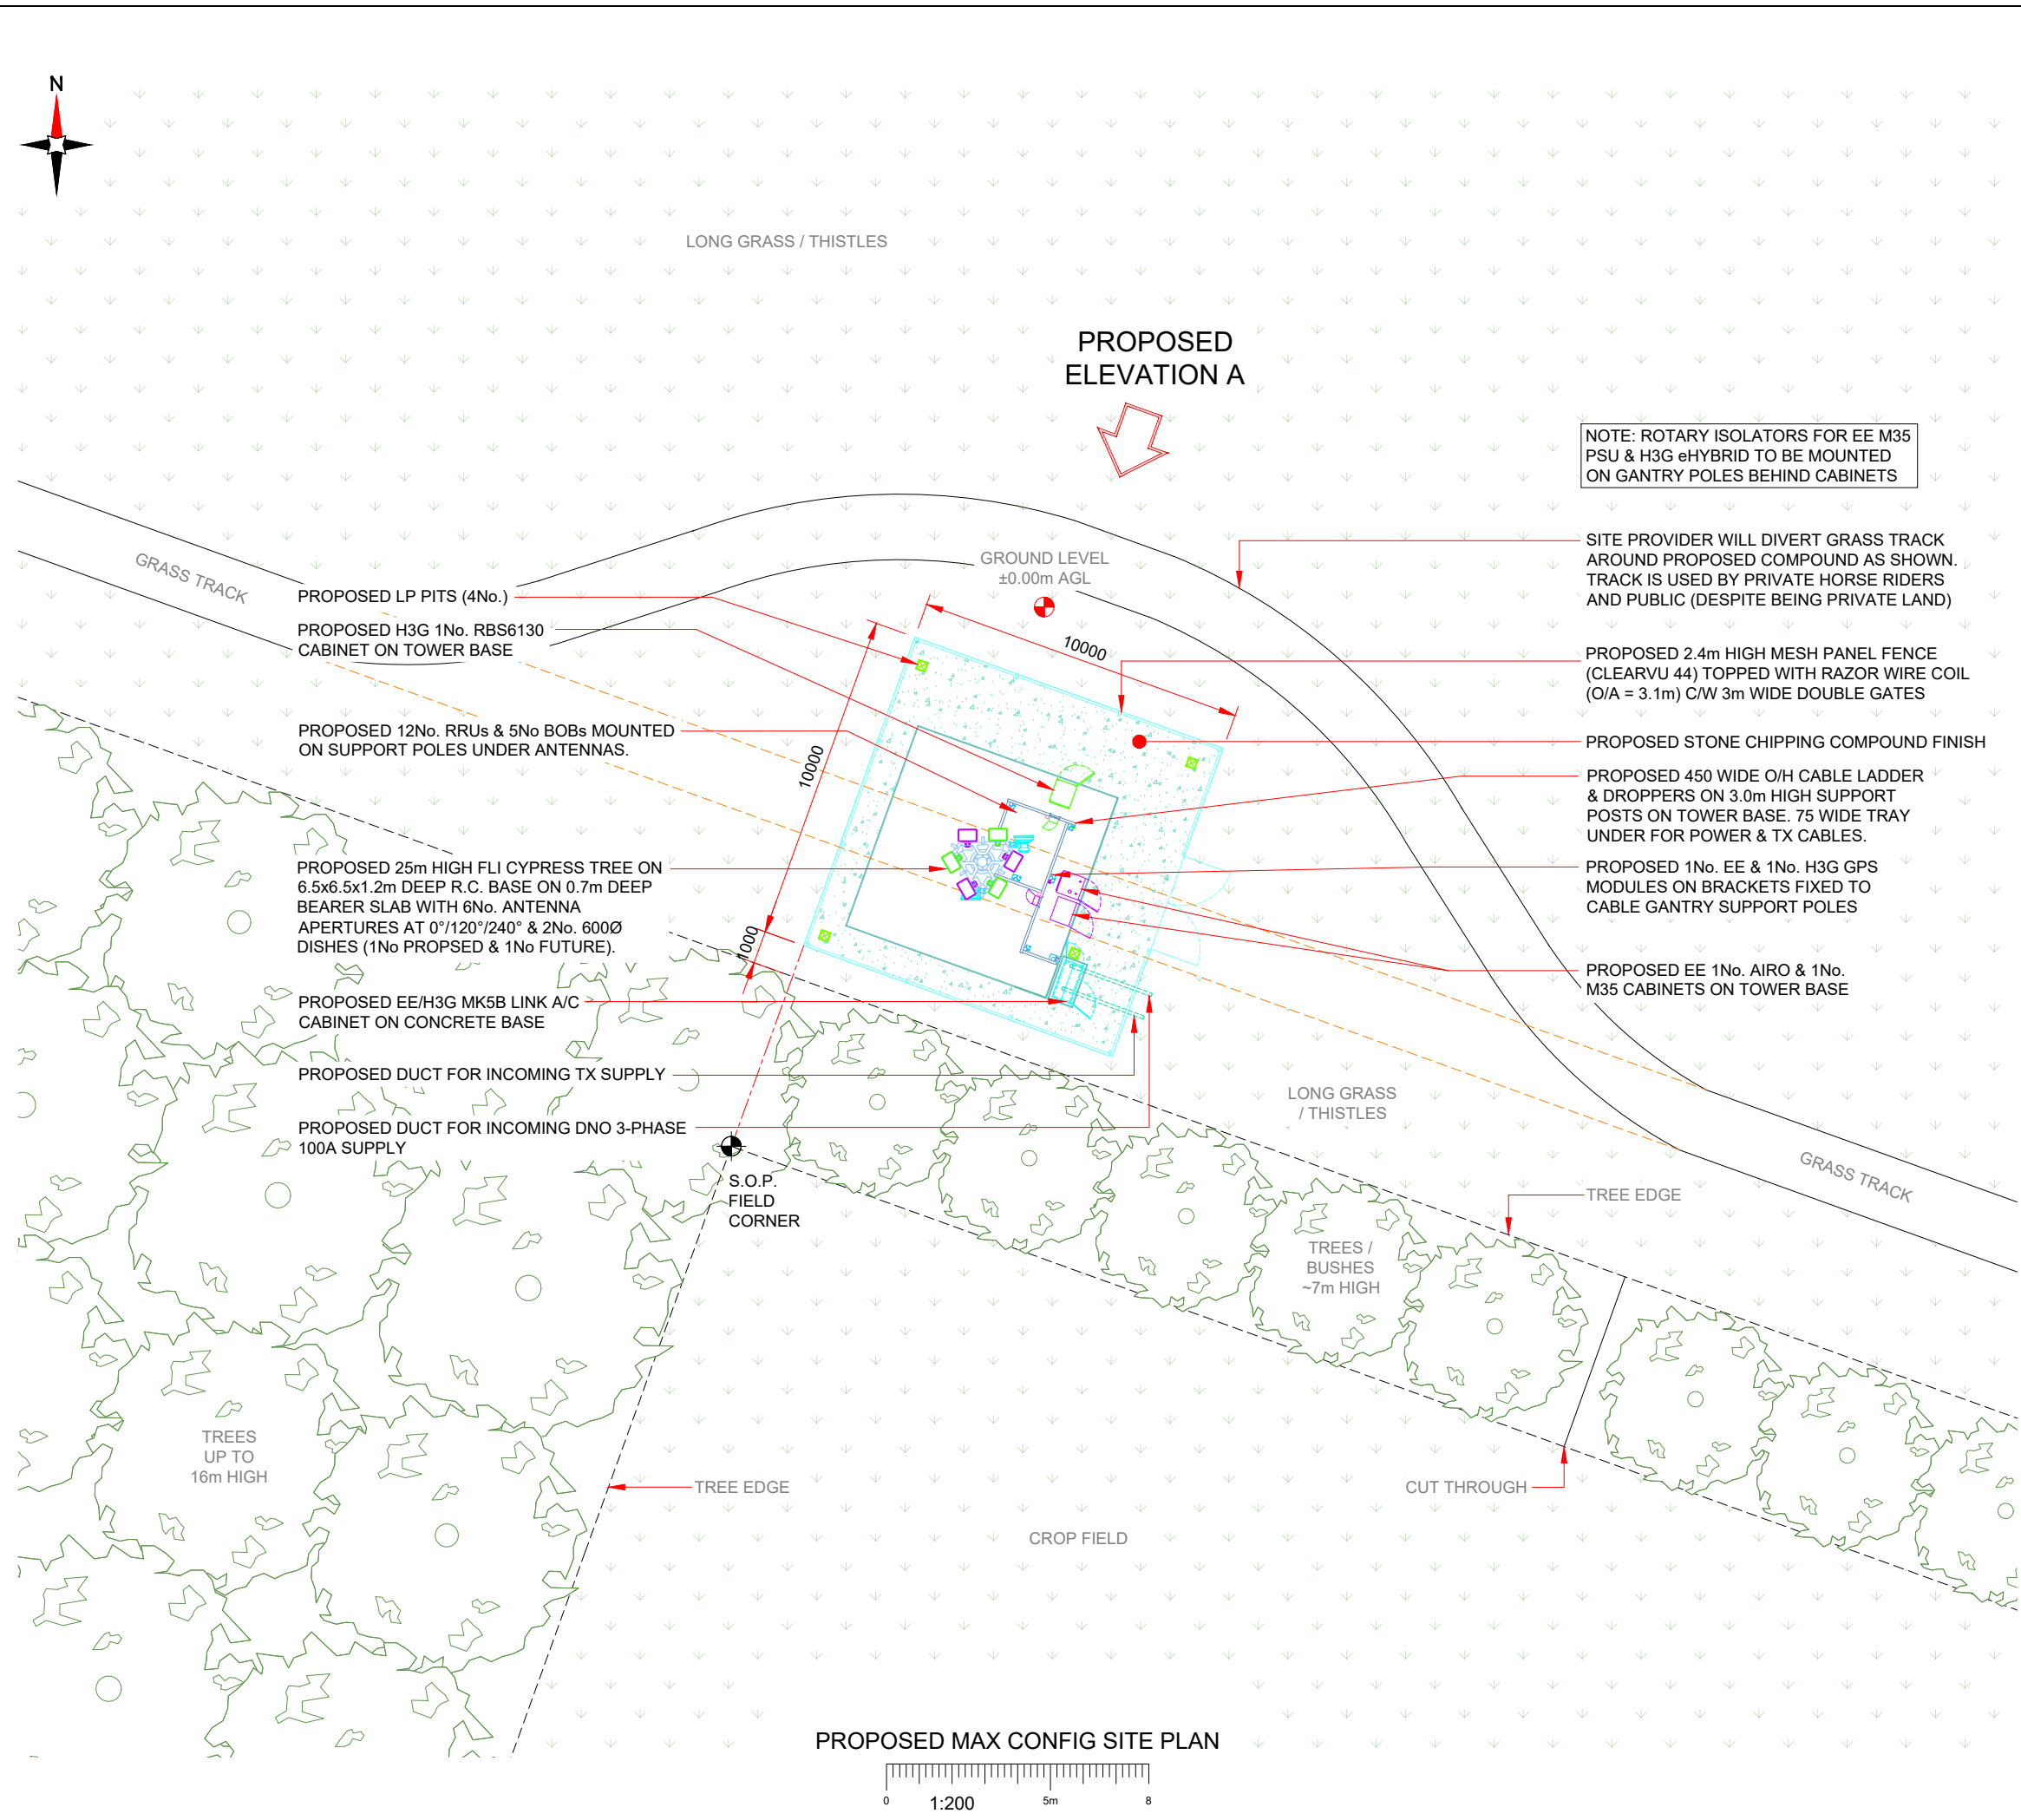 N
LONG GRASS / THISTLES
PROPOSED
ELEVATION A
NOTE: ROTARY ISOLATORS FOR EE M35
PSU & H3G eHYBRID TO BE MOUNTED
ON GANTRY POLES BEHIND CABINETS
GRASS TRACK
GROUND LEVEL
±0.00m AGL
SITE PROVIDER WILL DIVERT GRASS TRACK
AROUND PROPOSED COMPOUND AS SHOWN.
TRACK IS USED BY PRIVATE HORSE RIDERS
AND PUBLIC (DESPITE BEING PRIVATE LAND)
PROPOSED LP PITS (4No.)
PROPOSED H3G 1No. RBS6130
CABINET ON TOWER BASE
10000
PROPOSED 2.4m HIGH MESH PANEL FENCE
(CLEARVU 44) TOPPED WITH RAZOR WIRE COIL
(O/A = 3.1m) C/W 3m WIDE DOUBLE GATES
PROPOSED 12No. RRUs & 5No BOBs MOUNTED
ON SUPPORT POLES UNDER ANTENNAS.
10000
PROPOSED STONE CHIPPING COMPOUND FINISH
PROPOSED 450 WIDE O/H CABLE LADDER
& DROPPERS ON 3.0m HIGH SUPPORT
POSTS ON TOWER BASE. 75 WIDE TRAY
UNDER FOR POWER & TX CABLES.
PROPOSED 25m HIGH FLI CYPRESS TREE ON
6.5x6.5x1.2m DEEP R.C. BASE ON 0.7m DEEP
BEARER SLAB WITH 6No. ANTENNA
APERTURES AT 0°/120°/240° & 2No. 600Ø
DISHES (1No PROPSED & 1No FUTURE).
PROPOSED 1No. EE & 1No. H3G GPS
MODULES ON BRACKETS FIXED TO
CABLE GANTRY SUPPORT POLES
1000
PROPOSED EE 1No. AIRO & 1No.
M35 CABINETS ON TOWER BASE
PROPOSED EE/H3G MK5B LINK A/C
CABINET ON CONCRETE BASE
PROPOSED DUCT FOR INCOMING TX SUPPLY
LONG GRASS
/ THISTLES
PROPOSED DUCT FOR INCOMING DNO 3-PHASE
100A SUPPLY
GRASS TRACK
S.O.P.
FIELD
CORNER
TREE EDGE
TREES /
BUSHES
~7m HIGH
TREES
UP TO
16m HIGH
TREE EDGE
CUT THROUGH
CROP FIELD
PROPOSED MAX CONFIG SITE PLAN
0
1:200
5m
8